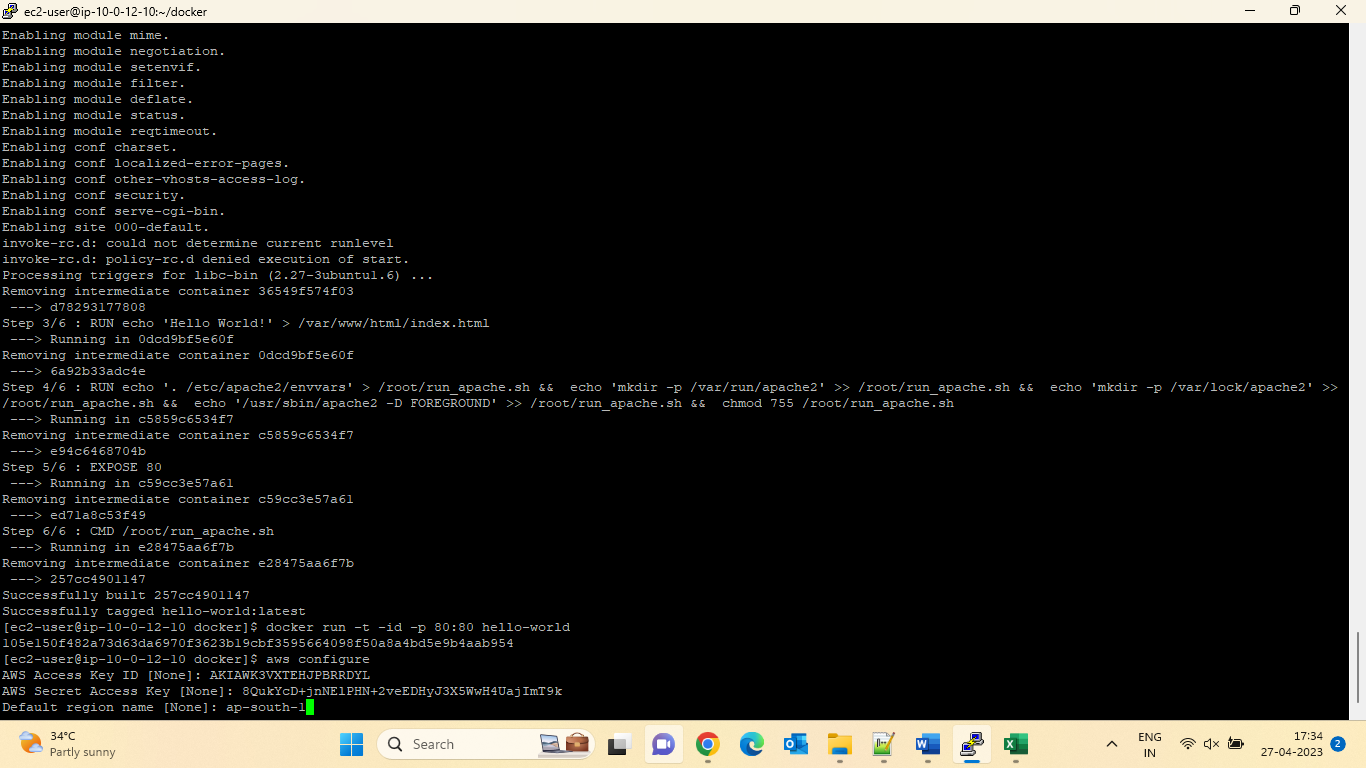 ec2-user@ip-10-0-12-10:~/docker
Enabling module mime.
Enabling module negotiation.
Enabling module setenvif.
Enabling module filter.
Enabling module deflate.
Enabling module status.
Enabling module reqtimeout.
Enabling conf charset.
Enabling conf localized-error-pages.
Enabling conf other-vhosts-access-log.
Enabling conf security.
Enabling conf serve-cgi-bin.
Enabling site 000-default.
invoke-rc.d: could not determine current runlevel
invoke-rc.d: policy-rc.d denied execution of start.
Processing triggers for libc-bin (2.27-3ubuntu1.6) ...
Removing intermediate container 36549f574f03
---> d78293177808
Step 3/6 : RUN echo 'Hello World!' > /var/www/html/index.html
---> Running in 0dcd9bf5e60f
Removing intermediate container 0dcd9bf5e60f
---> 6a92b33adc4e
Step 4/6 : RUN echo '. /etc/apache2/envvars' > /root/run_apache.sh &&  echo 'mkdir -p /var/run/apache2' >> /root/run_apache.sh &&  echo 'mkdir -p /var/lock/apache2' >>
/root/run_apache.sh &&  echo '/usr/sbin/apache2 -D FOREGROUND' >> /root/run_apache.sh &&  chmod 755 /root/run_apache.sh
---> Running in c5859c6534f7
Removing intermediate container c5859c6534f7
---> e94c6468704b
Step 5/6 : EXPOSE 80
---> Running in c59cc3e57a61
Removing intermediate container c59cc3e57a61
---> ed71a8c53f49
Step 6/6 : CMD /root/run_apache.sh
---> Running in e28475aa6f7b
Removing intermediate container e28475aa6f7b
---> 257cc4901147
Successfully built 257cc4901147
Successfully tagged hello-world:latest
[ec2-user@ip-10-0-12-10 docker]$ docker run -t -id -p 80:80 hello-world
105e150f482a73d63da6970f3623b19cbf3595664098f50a8a4bd5e9b4aab954
[ec2-user@ip-10-0-12-10 docker]$ aws configure
AWS Access Key ID [None]: AKIAWK3VXTEHJPBRRDYL
AWS Secret Access Key [None]: 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
Default region name [None]: ap-south-1
34°C
Partly sunny
Search
ENG
IN
17:34
27-04-2023
2